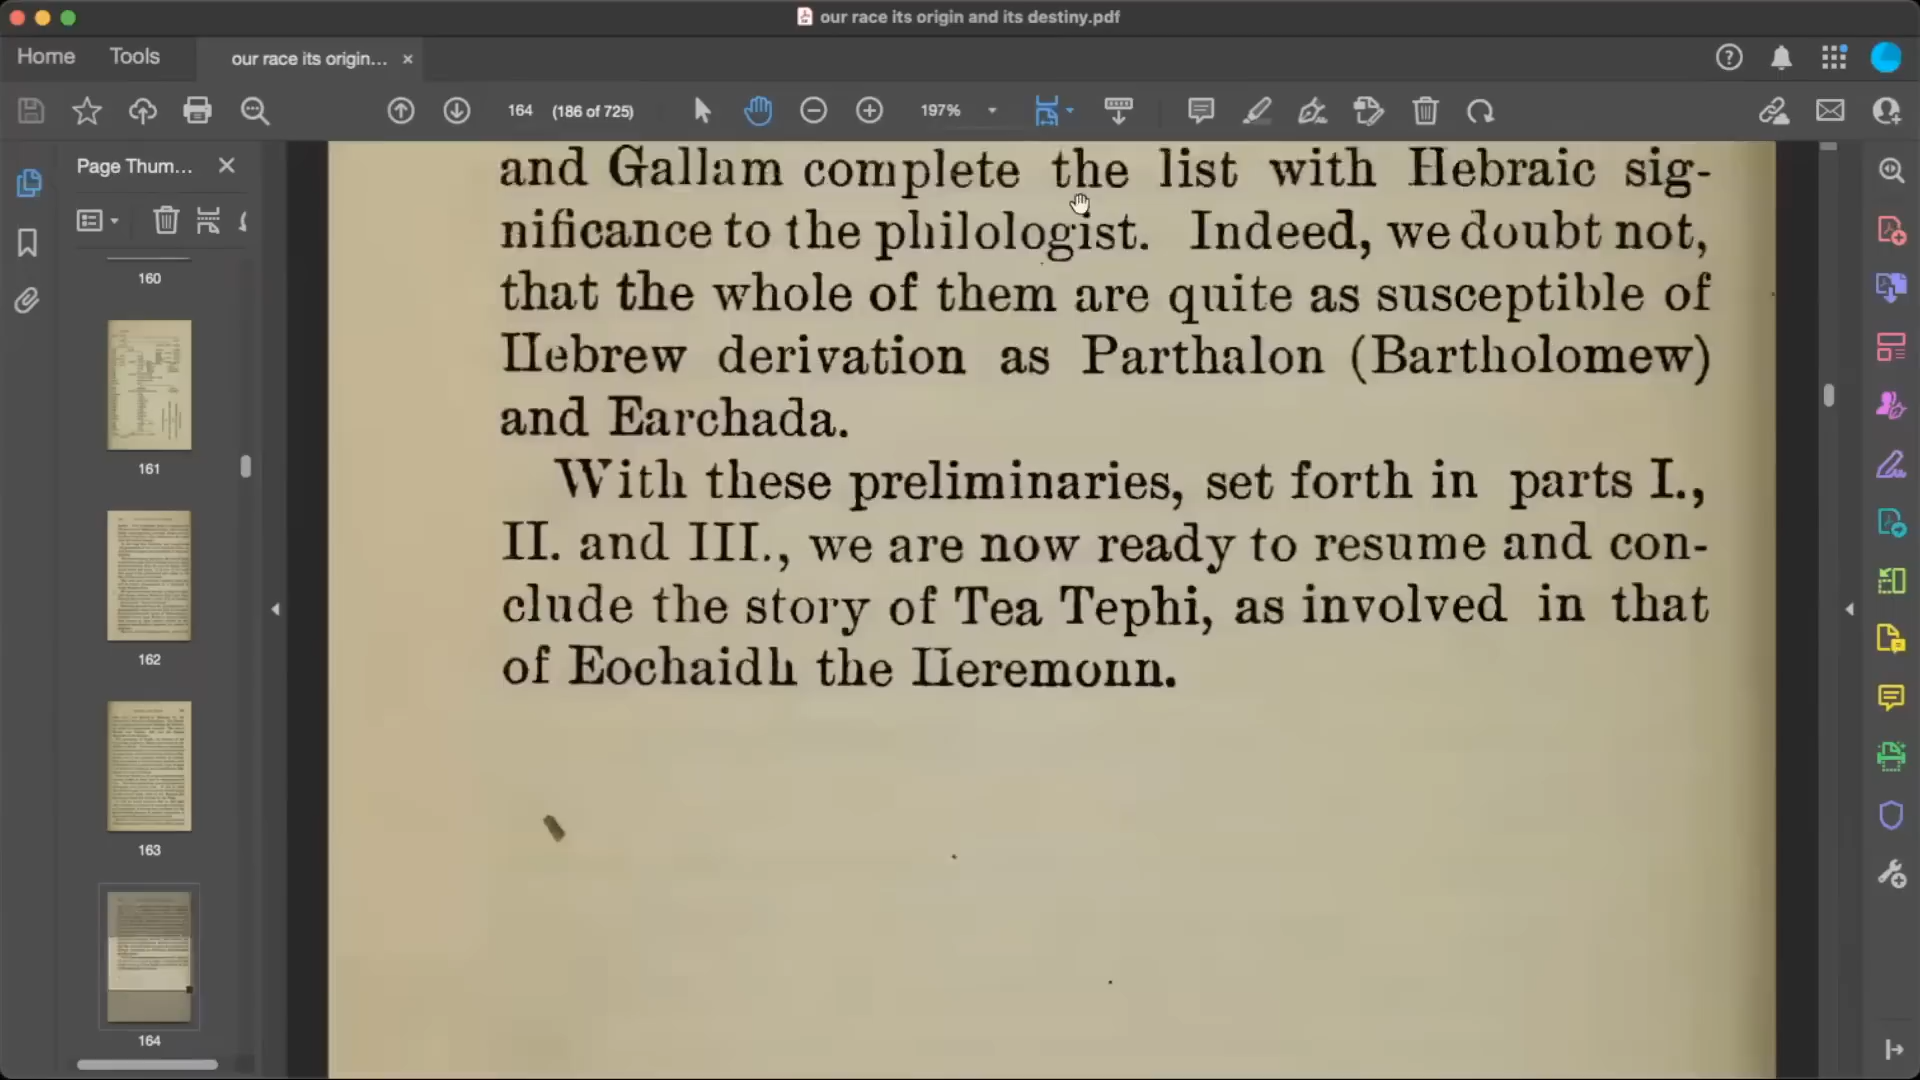 our race its origin and its destiny.pdf
Home
Tools
our race its origin...
164
(186 of 725)
197%
Page Thum...
160
161
162
163
164
and Gallam complete the list with Hebraic sig-
nificance to the philologist. Indeed, we doubt not,
that the whole of them are quite as susceptible of
Hebrew derivation as Parthalon (Bartholomew)
and Earchada.
With these preliminaries, set forth in parts I.,
II. and III., we are now ready to resume and con-
clude the story of Tea Tephi, as involved in that
of Eochaidh the Heremonn.